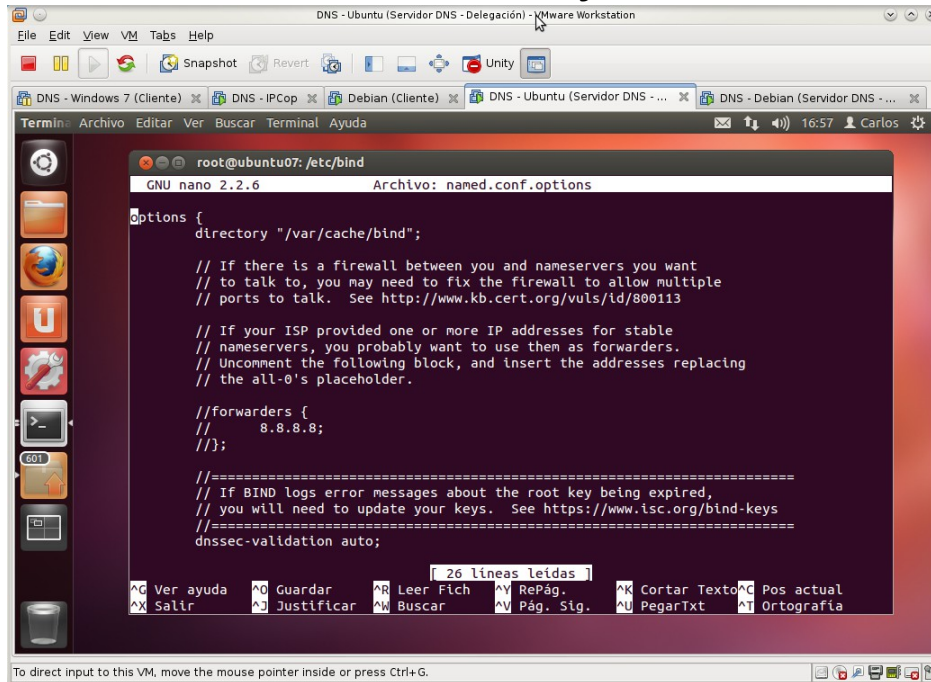 DNS - Ubuntu (Servidor DNS - Delegación) - VMware Workstation
File Edit View VM Tabs Help
Snapshot Revert Unity
DNS - Windows 7 (Cliente) DNS - IPCop Debian (Cliente) DNS - Ubuntu (Servidor DNS - ... DNS - Debian (Servidor DNS - ...
Termina Archivo Editar Ver Buscar Terminal Ayuda 16:57 Carlos
root@ubuntu07: /etc/bind
GNU nano 2.2.6 Archivo: named.conf.options
options {
directory "/var/cache/bind";
// If there is a firewall between you and nameservers you want
// to talk to, you may need to fix the firewall to allow multiple
// ports to talk. See http://www.kb.cert.org/vuls/id/800113
// If your ISP provided one or more IP addresses for stable
// nameservers, you probably want to use them as forwarders.
// Uncomment the following block, and insert the addresses replacing
// the all-0's placeholder.
//forwarders {
// 8.8.8.8;
//};
//========================================================================
// If BIND logs error messages about the root key being expired,
// you will need to update your keys. See https://www.isc.org/bind-keys
//========================================================================
dnssec-validation auto;
601
[ 26 líneas leídas ]
^G Ver ayuda ^O Guardar ^R Leer Fich ^Y RePág. ^K Cortar Texto ^C Pos actual
^X Salir ^J Justificar ^W Buscar ^V Pág. Sig. ^U PegarTxt ^T Ortografía
To direct input to this VM, move the mouse pointer inside or press Ctrl+G.